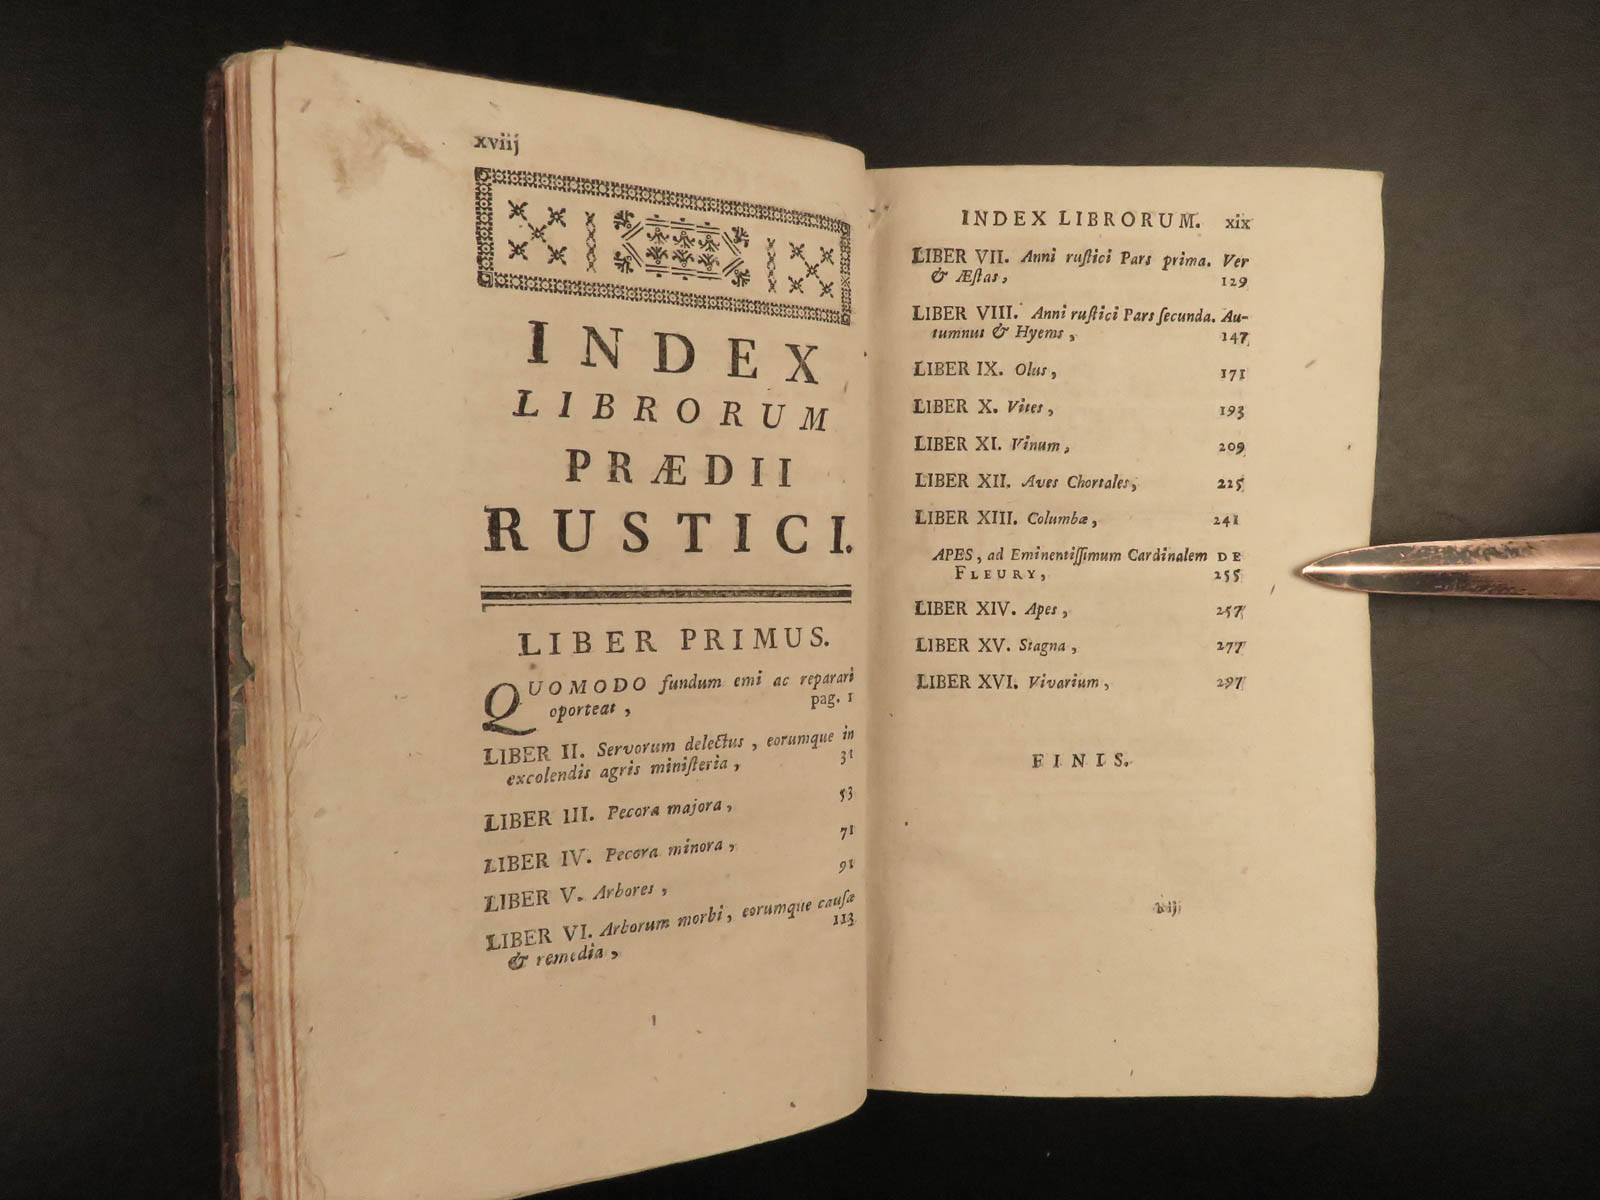 xviij
INDEX
LIBRORUM
PRÆDII
RUSTICI.
LIBER PRIMUS.
QUOMODO fundum emi ac reparari
oporteat, pag. 1
LIBER II. Servorum delectus, eorumque in
excolendis agris miniſteria, 31
LIBER III. Pecora majora, 53
LIBER IV. Pecora minora, 71
LIBER V. Arbores, 91
LIBER VI. Arborum morbi, eorumque cauſæ
& remedia, 113
INDEX LIBRORUM. xix
LIBER VII. Anni ruſtici Pars prima. Ver
& Æſtas, 129
LIBER VIII. Anni ruſtici Pars ſecunda. Au-
tumnus & Hyems, 147
LIBER IX. Olus, 171
LIBER X. Vites, 193
LIBER XI. Vinum, 209
LIBER XII. Aves Chortales, 225
LIBER XIII. Columbæ, 241
APES, ad Eminentiſſimum Cardinalem DE
FLEURY, 255
LIBER XIV. Apes, 257
LIBER XV. Stagna, 277
LIBER XVI. Vivarium, 297
FINIS.